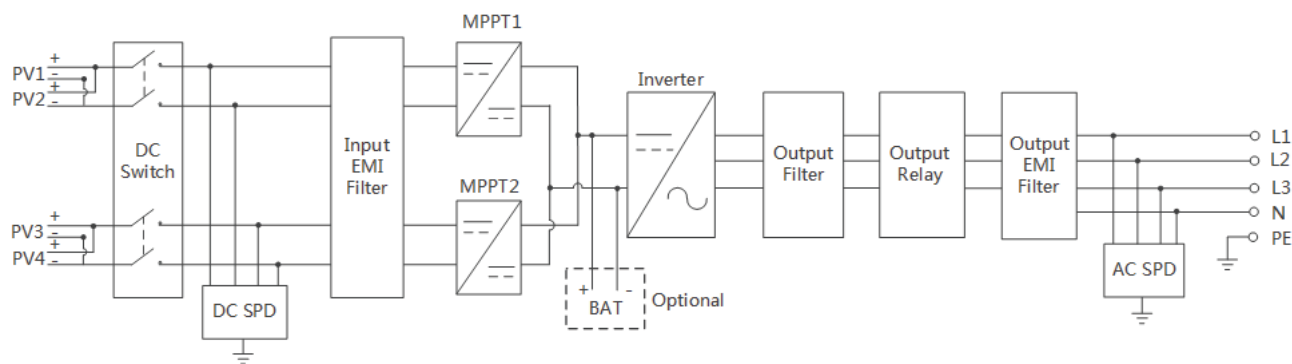 MPPT1
+
PV1 -
+
PV2 -
DC
Switch
Input
EMI
Filter
Inverter
Output
Filter
Output
Relay
Output
EMI
Filter
L1
L2
L3
N
PE
MPPT2
+
PV3 -
+
PV4 -
DC SPD
+ -
BAT
Optional
AC SPD